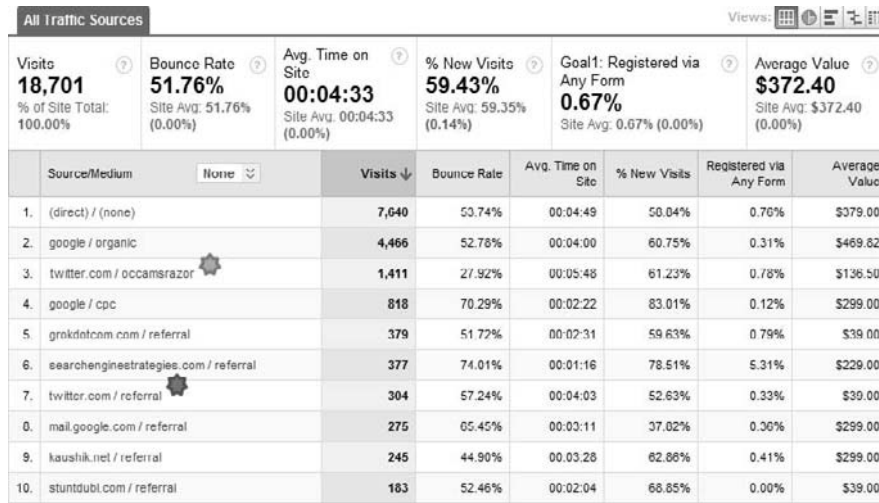 All Traffic Sources
Views:
Visits
18,701
% of Site Total:
100.00%
Bounce Rate
51.76%
Site Avg: 51.76%
(0.00%)
Avg. Time on
Site
00:04:33
Site Avg: 00:04:33
(0.00%)
% New Visits
59.43%
Site Avg: 59.35%
(0.14%)
Goal1: Registered via
Any Form
0.67%
Site Avg: 0.67% (0.00%)
Average Value
$372.40
Site Avg: $372.40
(0.00%)
Source/Medium None Visits Bounce Rate Avg. Time on Site % New Visits Registered via Any Form Average Value
1. (direct) / (none) 7,640 53.74% 00:04:49 58.04% 0.76% $379.00
2. google / organic 4,466 52.78% 00:04:00 60.75% 0.31% $469.82
3. twitter.com / occamsrazor 1,411 27.92% 00:05:48 61.23% 0.78% $136.50
4. google / cpc 818 70.29% 00:02:22 83.01% 0.12% $299.00
5. grokdotcom.com / referral 379 51.72% 00:02:31 59.63% 0.79% $39.00
6. searchenginestrategies.com / referral 377 74.01% 00:01:16 78.51% 5.31% $229.00
7. twitter.com / referral 304 57.24% 00:04:03 52.63% 0.33% $39.00
8. mail.google.com / referral 275 65.45% 00:03:11 37.82% 0.36% $299.00
9. kaushik.net / referral 245 44.90% 00:03:28 62.86% 0.41% $299.00
10. stuntdubl.com / referral 183 52.46% 00:02:04 68.85% 0.00% $39.00